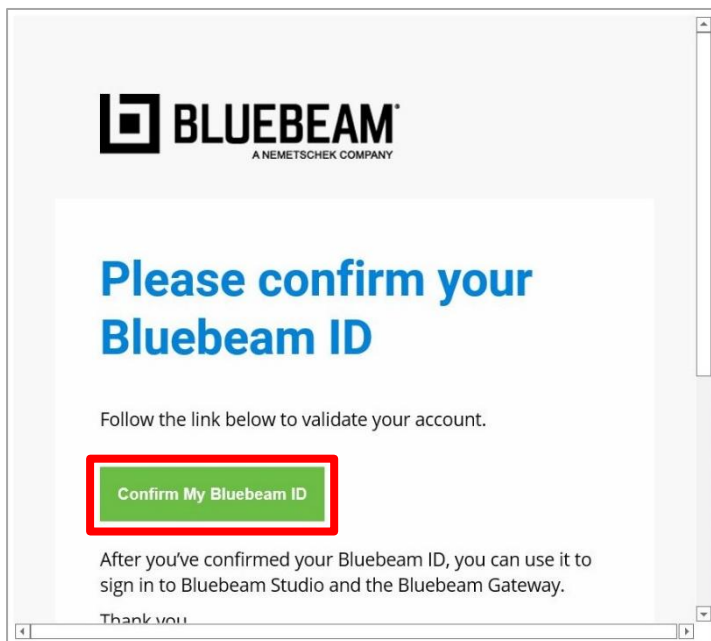 BLUEBEAM®
A NEMETSCHEK COMPANY
Please confirm your
Bluebeam ID
Follow the link below to validate your account.
Confirm My Bluebeam ID
After you’ve confirmed your Bluebeam ID, you can use it to
sign in to Bluebeam Studio and the Bluebeam Gateway.
Thank you